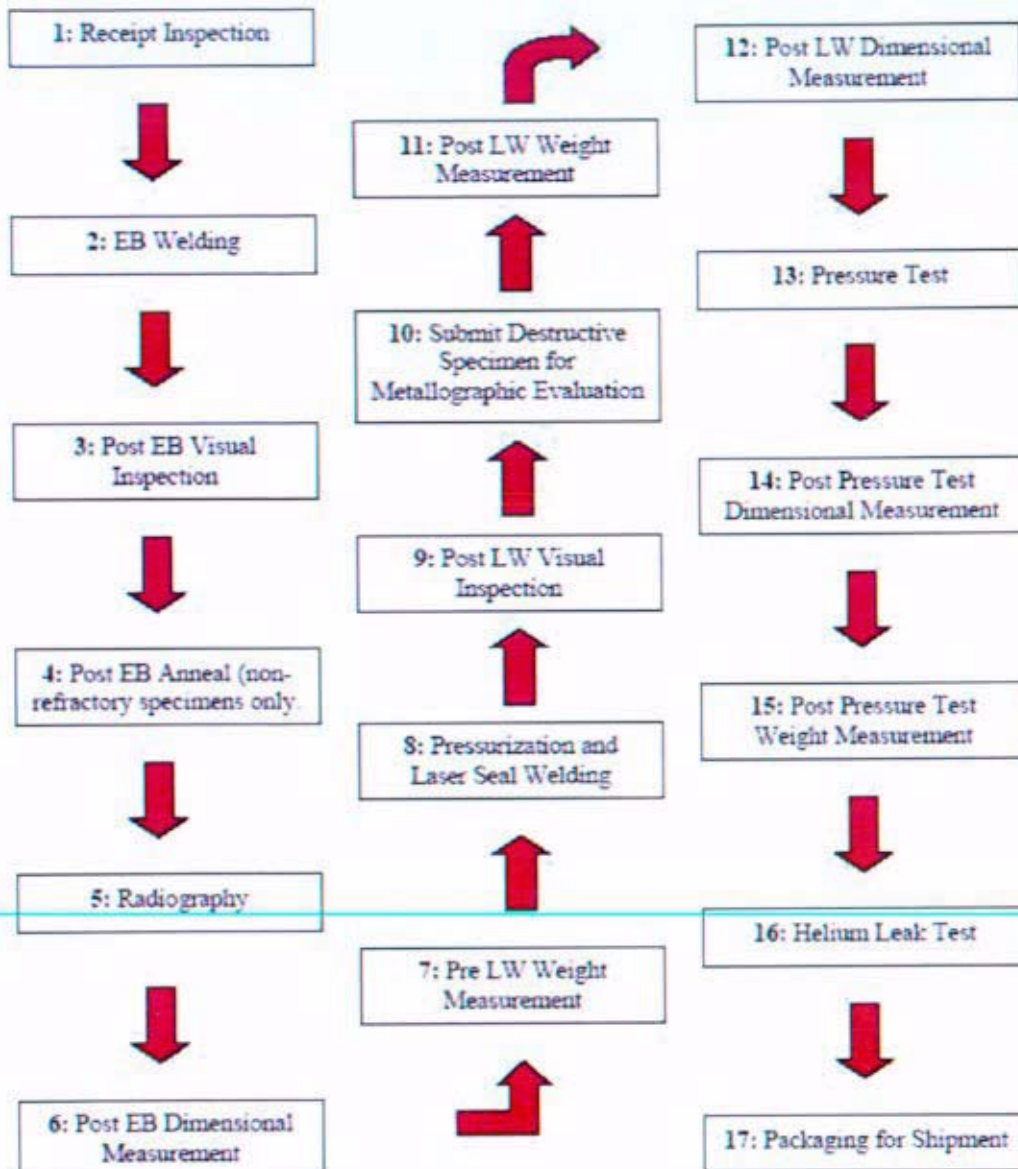 1: Receipt Inspection
2: EB Welding
3: Post EB Visual
Inspection
4: Post EB Anneal (non-
refractory specimens only.
5: Radiography
6: Post EB Dimensional
Measurement
7: Pre LW Weight
Measurement
8: Pressurization and
Laser Seal Welding
9: Post LW Visual
Inspection
10: Submit Destructive
Specimen for
Metallographic Evaluation
11: Post LW Weight
Measurement
12: Post LW Dimensional
Measurement
13: Pressure Test
14: Post Pressure Test
Dimensional Measurement
15: Post Pressure Test
Weight Measurement
16: Helium Leak Test
17: Packaging for Shipment